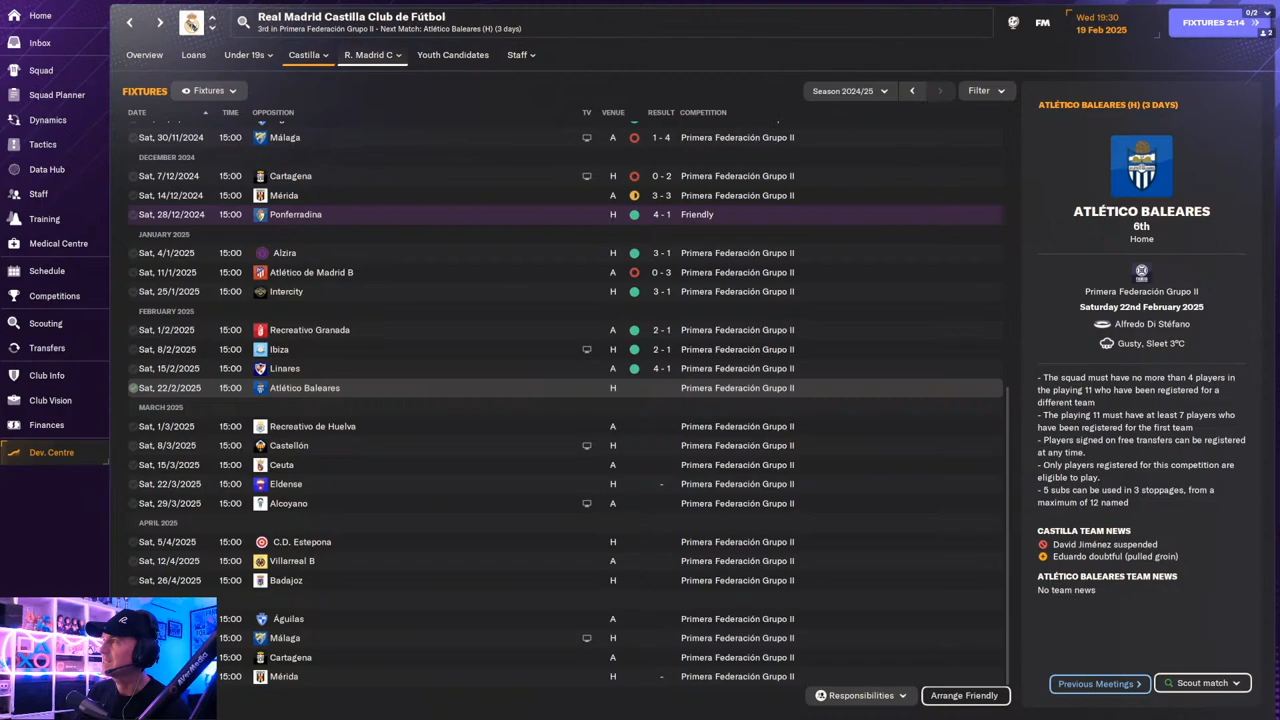 Home
Inbox
Squad
Squad Planner
Dynamics
Tactics
Data Hub
Staff
Training
Medical Centre
Schedule
Competitions
Scouting
Transfers
Club Info
Club Vision
Finances
Dev. Centre
Real Madrid Castilla Club de Fútbol
3rd in Primera Federación Grupo II - Next Match: Atlético Baleares (H) (3 days)
FM
Wed 19:30
19 Feb 2025
0/2
FIXTURES 2:14
2
Overview Loans Under 19s Castilla R. Madrid C Youth Candidates Staff
FIXTURES Fixtures Season 2024/25 Filter
DATE TIME OPPOSITION TV VENUE RESULT COMPETITION
Sat, 30/11/2024 15:00 Málaga A 1 - 4 Primera Federación Grupo II
DECEMBER 2024
Sat, 7/12/2024 15:00 Cartagena H 0 - 2 Primera Federación Grupo II
Sat, 14/12/2024 15:00 Mérida A 3 - 3 Primera Federación Grupo II
Sat, 28/12/2024 15:00 Ponferradina H 4 - 1 Friendly
JANUARY 2025
Sat, 4/1/2025 15:00 Alzira H 3 - 1 Primera Federación Grupo II
Sat, 11/1/2025 15:00 Atlético de Madrid B A 0 - 3 Primera Federación Grupo II
Sat, 25/1/2025 15:00 Intercity H 3 - 1 Primera Federación Grupo II
FEBRUARY 2025
Sat, 1/2/2025 15:00 Recreativo Granada A 2 - 1 Primera Federación Grupo II
Sat, 8/2/2025 15:00 Ibiza H 2 - 1 Primera Federación Grupo II
Sat, 15/2/2025 15:00 Linares A 4 - 1 Primera Federación Grupo II
Sat, 22/2/2025 15:00 Atlético Baleares H Primera Federación Grupo II
MARCH 2025
Sat, 1/3/2025 15:00 Recreativo de Huelva A Primera Federación Grupo II
Sat, 8/3/2025 15:00 Castellón H Primera Federación Grupo II
Sat, 15/3/2025 15:00 Ceuta A Primera Federación Grupo II
Sat, 22/3/2025 15:00 Eldense H - Primera Federación Grupo II
Sat, 29/3/2025 15:00 Alcoyano A Primera Federación Grupo II
APRIL 2025
Sat, 5/4/2025 15:00 C.D. Estepona H Primera Federación Grupo II
Sat, 12/4/2025 15:00 Villarreal B A Primera Federación Grupo II
Sat, 26/4/2025 15:00 Badajoz H Primera Federación Grupo II
15:00 Águilas A Primera Federación Grupo II
15:00 Málaga H Primera Federación Grupo II
15:00 Cartagena A Primera Federación Grupo II
15:00 Mérida H - Primera Federación Grupo II
Responsibilities Arrange Friendly
ATLÉTICO BALEARES (H) (3 DAYS)
ATLÉTICO BALEARES
6th
Home
Primera Federación Grupo II
Saturday 22nd February 2025
Alfredo Di Stéfano
Gusty, Sleet 3ºC
- The squad must have no more than 4 players in
the playing 11 who have been registered for a
different team
- The playing 11 must have at least 7 players who
have been registered for the first team
- Players signed on free transfers can be registered
at any time.
- Only players registered for this competition are
eligible to play.
- 5 subs can be used in 3 stoppages, from a
maximum of 12 named
CASTILLA TEAM NEWS
David Jiménez suspended
Eduardo doubtful (pulled groin)
ATLÉTICO BALEARES TEAM NEWS
No team news
Previous Meetings
Scout match
AVerMedia